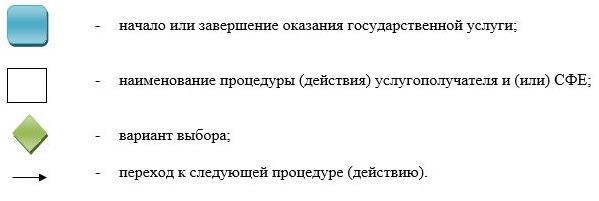 - начало или завершение оказания государственной услуги;
- наименование процедуры (действия) услугополучателя и (или) СФЕ;
- вариант выбора;
- переход к следующей процедуре (действию).